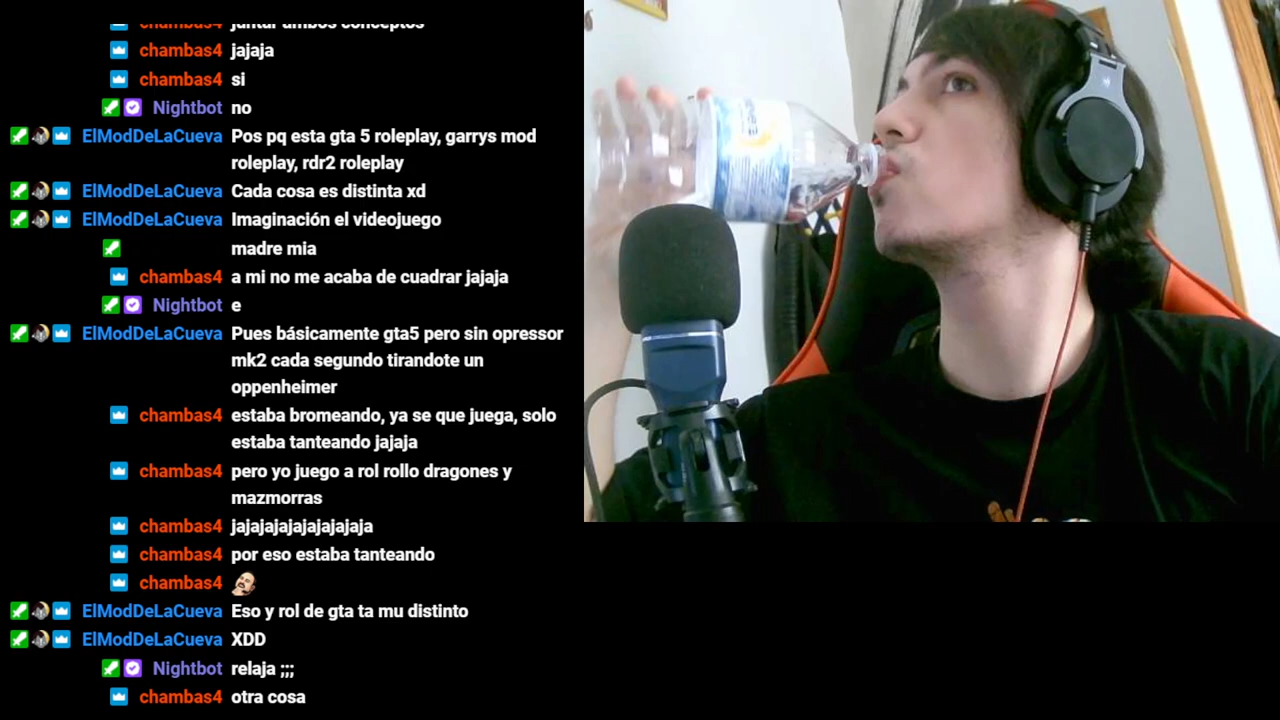 chambas4 juntar ambos conceptos
chambas4 jajaja
chambas4 si
Nightbot no
ElModDeLaCueva Pos pq esta gta 5 roleplay, garrys mod
roleplay, rdr2 roleplay
ElModDeLaCueva Cada cosa es distinta xd
ElModDeLaCueva Imaginación el videojuego
madre mia
chambas4 a mi no me acaba de cuadrar jajaja
Nightbot e
ElModDeLaCueva Pues básicamente gta5 pero sin opressor
mk2 cada segundo tirandote un
oppenheimer
chambas4 estaba bromeando, ya se que juega, solo
estaba tanteando jajaja
chambas4 pero yo juego a rol rollo dragones y
mazmorras
chambas4 jajajajajajajajaja
chambas4 por eso estaba tanteando
chambas4
ElModDeLaCueva Eso y rol de gta ta mu distinto
ElModDeLaCueva XDD
Nightbot relaja ;;;
chambas4 otra cosa